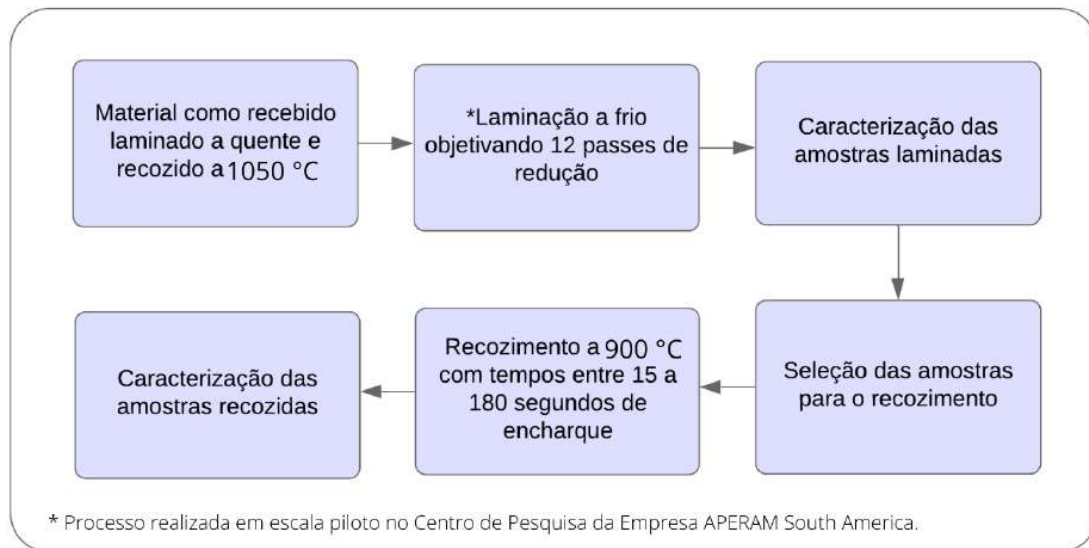 Material como recebido
laminado a quente e
recozido a 1050 °C
*Laminação a frio
objetivando 12 passes de
redução
Caracterização das
amostras laminadas
Seleção das amostras
para o recozimento
Recozimento a 900 °C
com tempos entre 15 a
180 segundos de
encharque
Caracterização das
amostras recozidas
* Processo realizada em escala piloto no Centro de Pesquisa da Empresa APERAM South America.